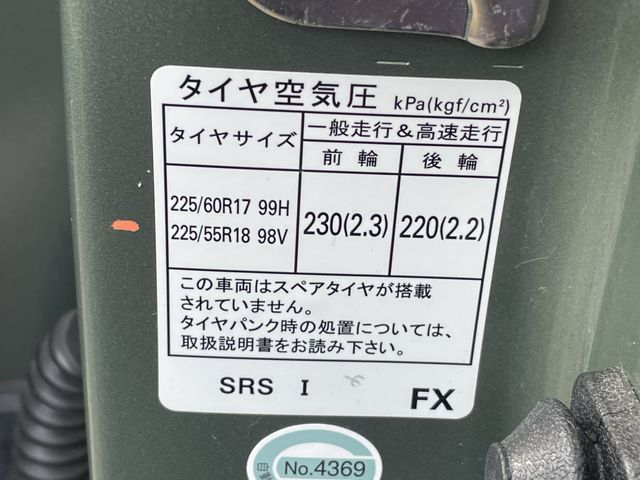 タイヤ空気圧 kPa(kgf/cm²)
タイヤサイズ 一般走行&高速走行
前輪 後輪
225/60R17 99H
225/55R18 98V
230(2.3) 220(2.2)
この車両はスペアタイヤが搭載
されていません。
タイヤパンク時の処置については、
取扱説明書をお読み下さい。
SRS I FX
No.4369